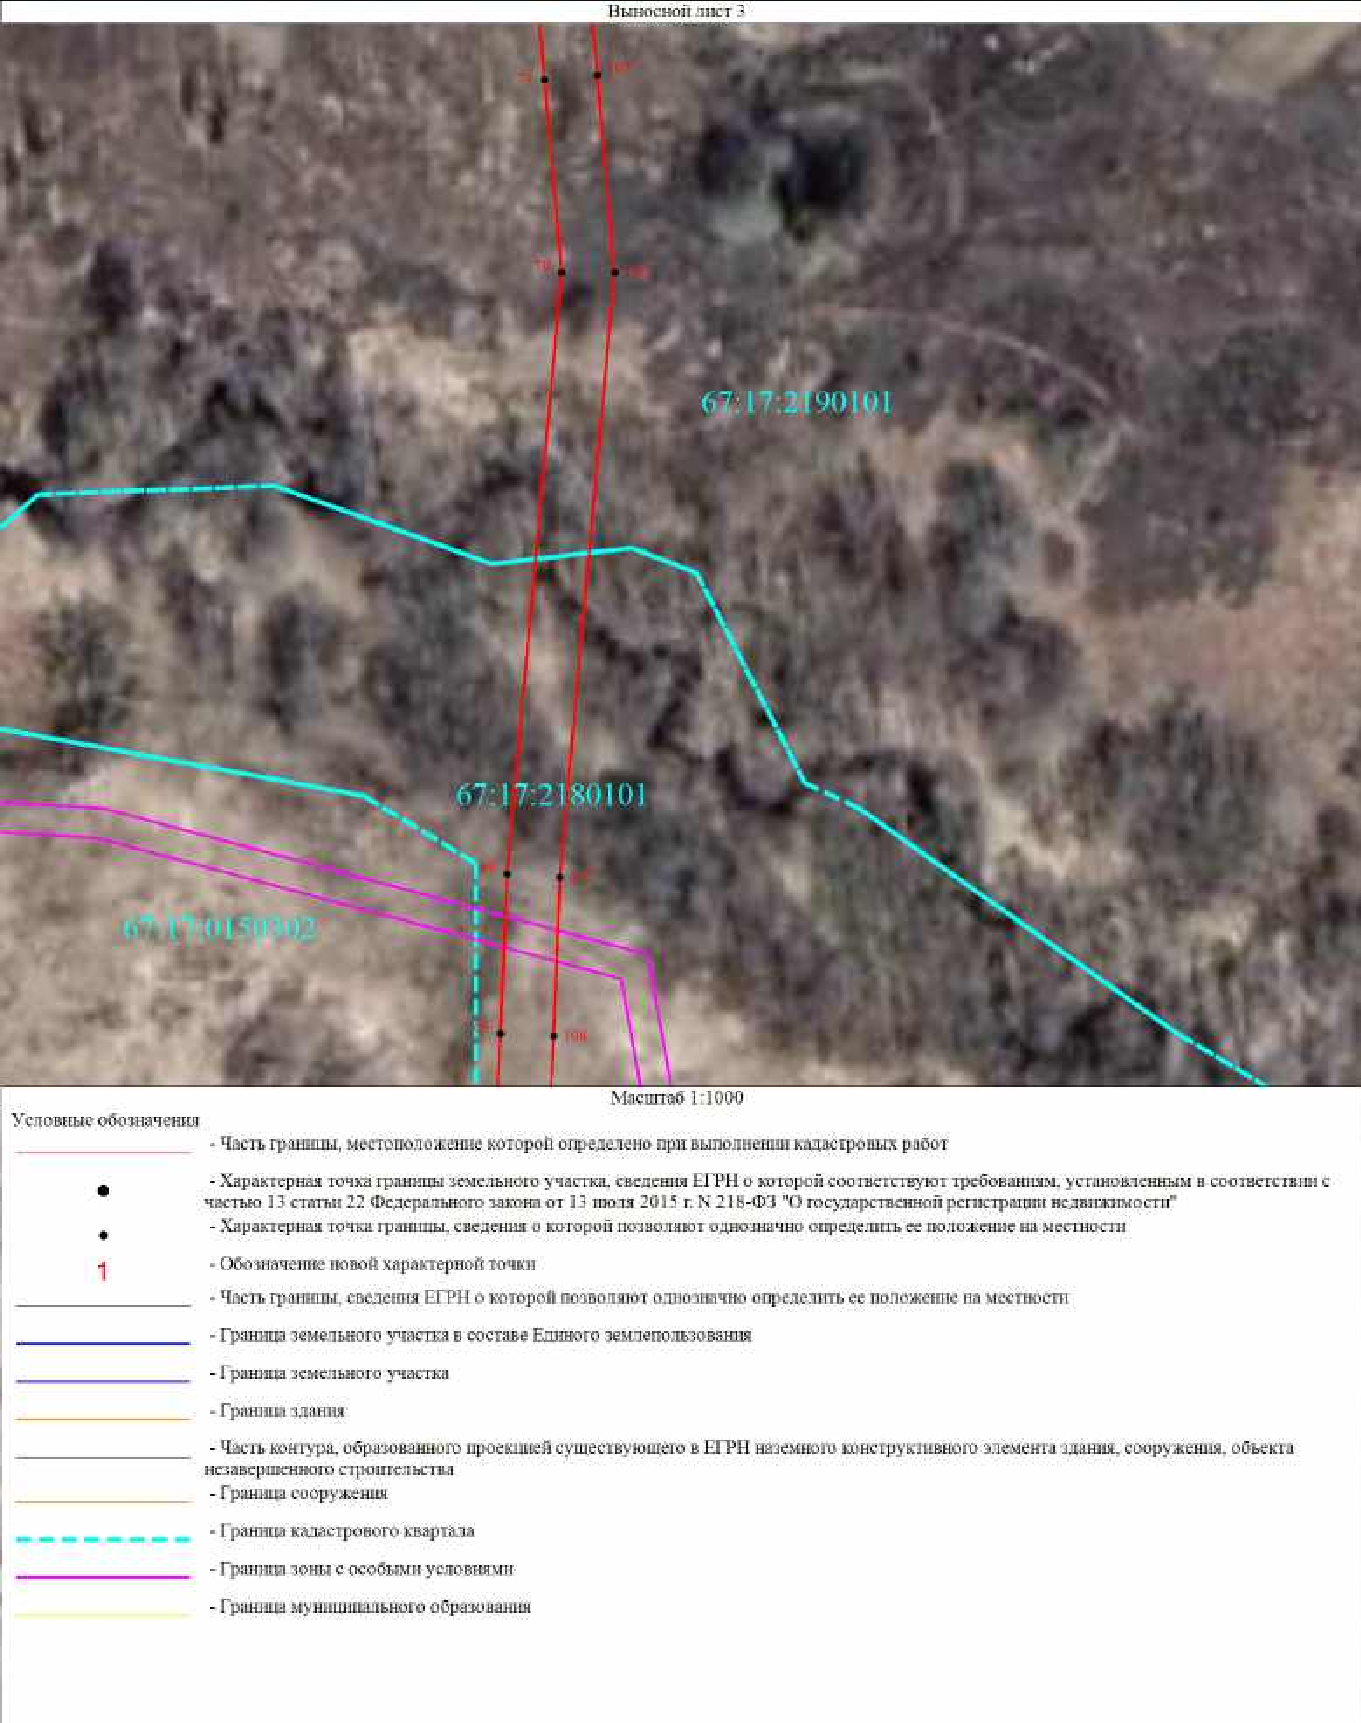 Выносной лист 3
67:17:2190101
67:17:2180101
67:17:0150302
106
Масштаб 1:1000
Условные обозначения
- Часть границы, местоположение которой определено при выполнении кадастровых работ
- Характерная точка границы земельного участка, сведения ЕГРН о которой соответствуют требованиям, установленным в соответствии с
частью 13 статьи 22 Федерального закона от 13 июля 2015 г. N 218-ФЗ "О государственной регистрации недвижимости"
- Характерная точка границы, сведения о которой позволяют однозначно определить ее положение на местности
1
- Обозначение новой характерной точки
- Часть границы, сведения ЕГРН о которой позволяют однозначно определить ее положение на местности
- Граница земельного участка в составе Единого землепользования
- Граница земельного участка
- Граница здания
- Часть контура, образованного проекцией существующего в ЕГРН наземного конструктивного элемента здания, сооружения, объекта
незавершенного строительства
- Граница сооружения
- Граница кадастрового квартала
- Граница зоны с особыми условиями
- Граница муниципального образования